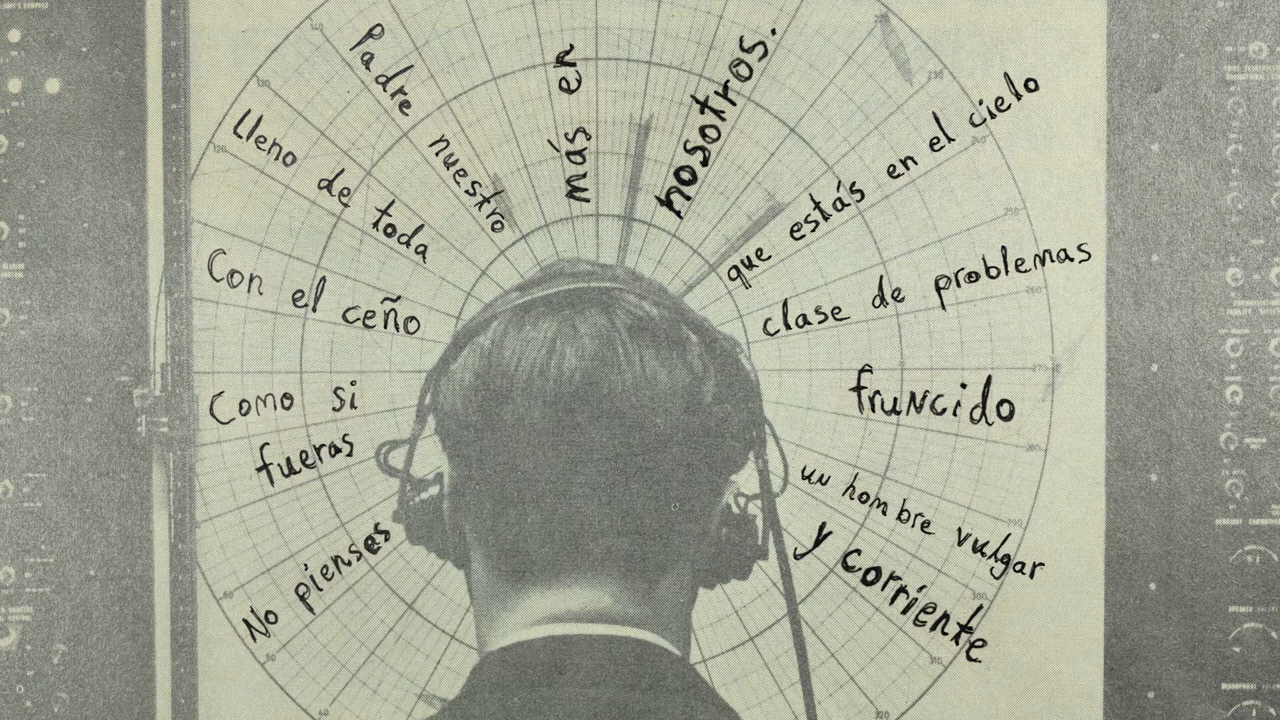 Padre nuestro que estás en el cielo
Lleno de toda clase de problemas
Con el ceño fruncido
Como si fueras un hombre vulgar y corriente
No pienses más en nosotros.